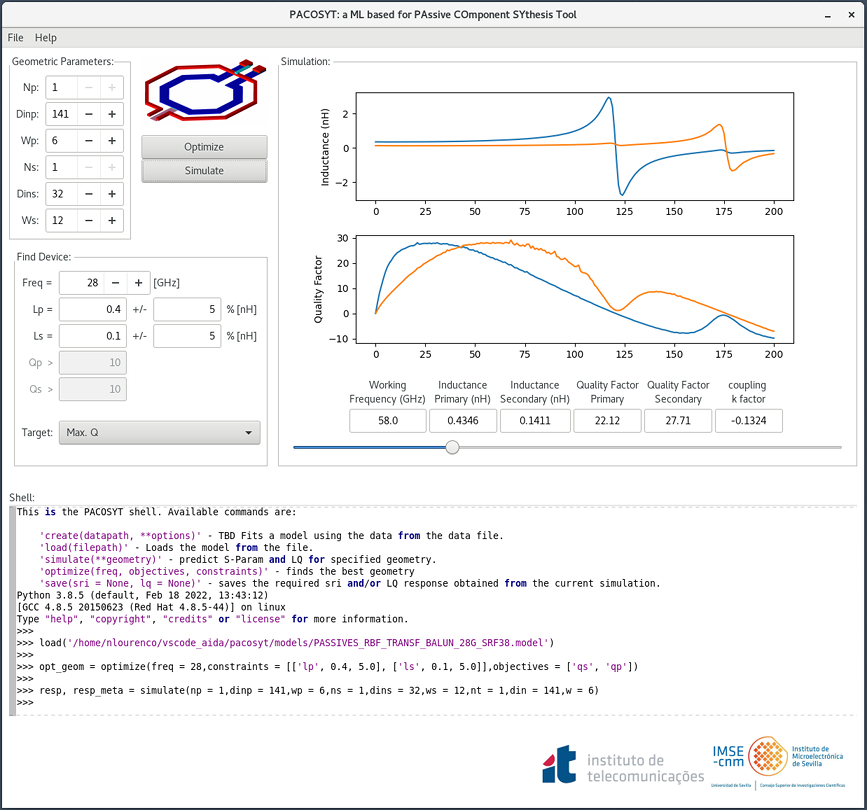 PACOSYT: a ML based for PAssive COmponent SYthesis Tool
File Help
Geometric Parameters:
Np: 1
Dinp: 141
Wp: 6
Ns: 1
Dins: 32
Ws: 12
Optimize
Simulate
Find Device:
Freq = 28 [GHz]
Lp = 0.4 +/- 5 % [nH]
Ls = 0.1 +/- 5 % [nH]
Qp > 10
Qs > 10
Target: Max. Q
Simulation:
Inductance (nH)
2
0
−2
0 25 50 75 100 125 150 175 200
Quality Factor
30
20
10
0
−10
0 25 50 75 100 125 150 175 200
Working Frequency (GHz)
Inductance Primary (nH)
Inductance Secondary (nH)
Quality Factor Primary
Quality Factor Secondary
coupling k factor
58.0 0.4346 0.1411 22.12 27.71 -0.1324
Shell:
This is the PACOSYT shell. Available commands are:
'create(datapath, **options)' - TBD Fits a model using the data from the data file.
'load(filepath)' - Loads the model from the file.
'simulate(**geometry)' - predict S-Param and LQ for specified geometry.
'optimize(freq, objectives, constraints)' - finds the best geometry
'save(sri = None, lq = None)' - saves the required sri and/or LQ response obtained from the current simulation.
Python 3.8.5 (default, Feb 18 2022, 13:43:12)
[GCC 4.8.5 20150623 (Red Hat 4.8.5-44)] on linux
Type "help", "copyright", "credits" or "license" for more information.
>>>
>>> load('/home/nlourenco/vscode_aida/pacosyt/models/PASSIVES_RBF_TRANSF_BALUN_28G_SRF38.model')
>>>
>>> opt_geom = optimize(freq = 28,constraints = [['lp', 0.4, 5.0], ['ls', 0.1, 5.0]],objectives = ['qs', 'qp'])
>>>
>>> resp, resp_meta = simulate(np = 1,dinp = 141,wp = 6,ns = 1,dins = 32,ws = 12,nt = 1,din = 141,w = 6)
>>>
it instituto de
telecomunicações
IMSE
-cnm
Instituto de
Microelectrónica
de Sevilla
Universidad de Sevilla | Consejo Superior de Investigaciones Científicas